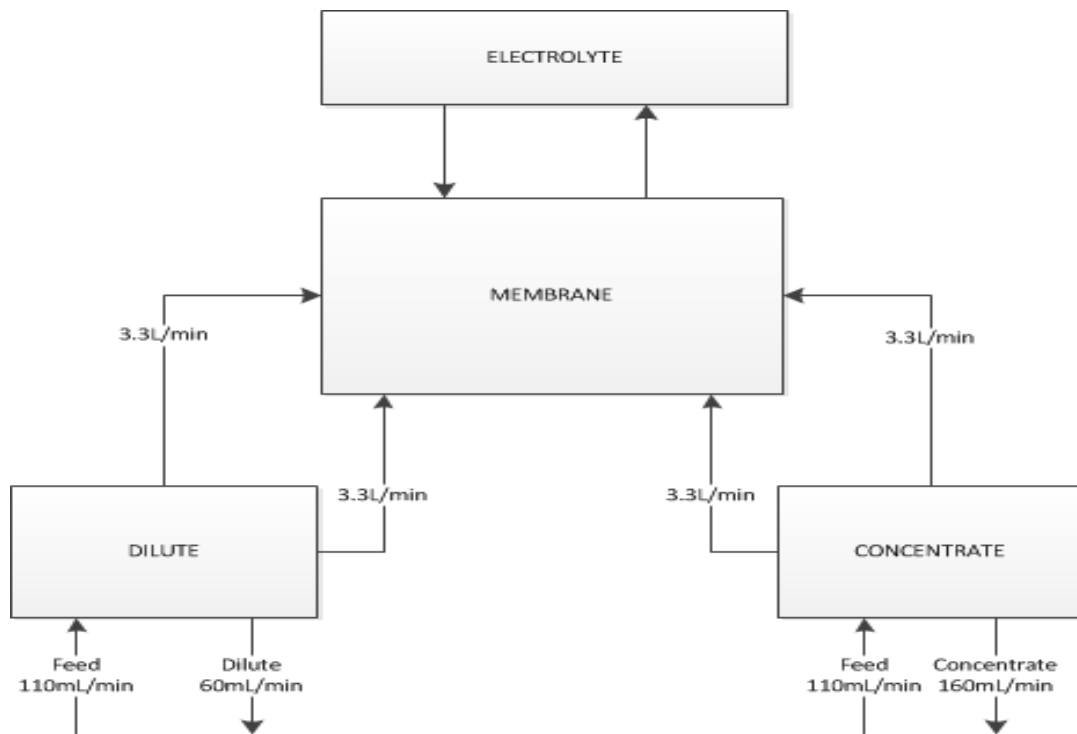 ELECTROLYTE
MEMBRANE
3.3L/min
3.3L/min
3.3L/min
3.3L/min
DILUTE
CONCENTRATE
Feed
110mL/min
Dilute
60mL/min
Feed
110mL/min
Concentrate
160mL/min